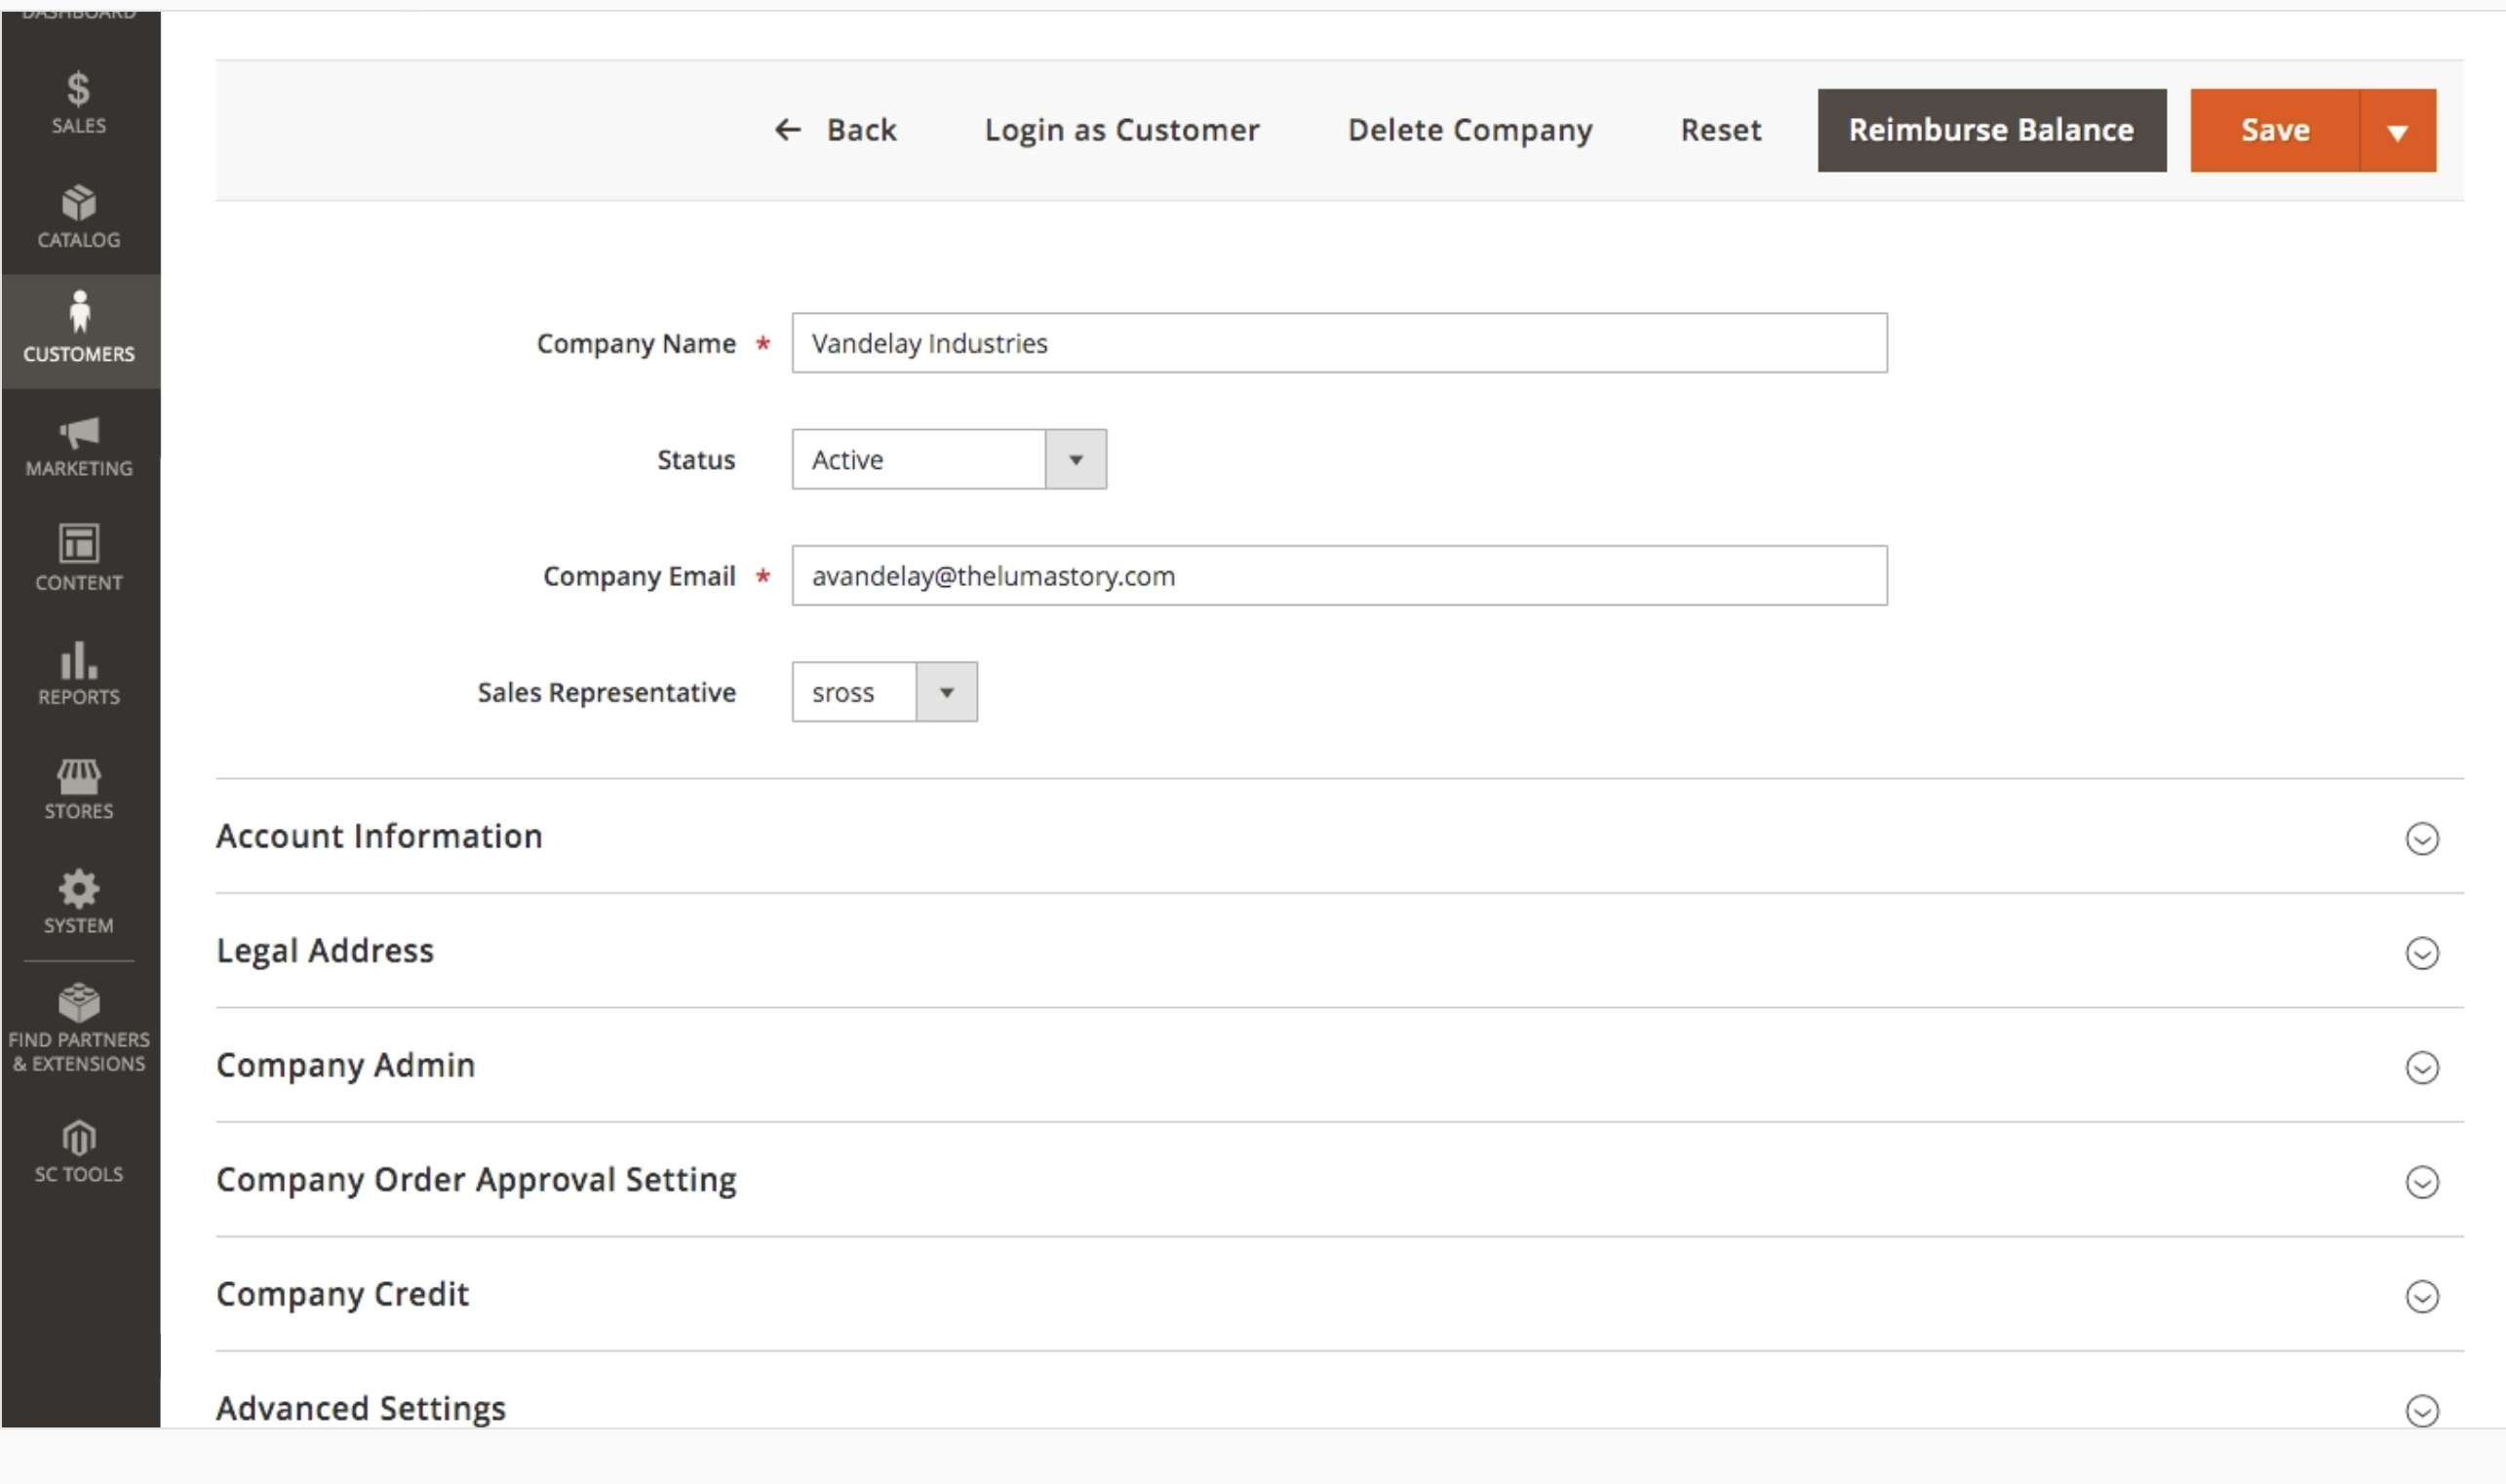 DASHBOARD
SALES
CATALOG
CUSTOMERS
MARKETING
CONTENT
REPORTS
STORES
SYSTEM
FIND PARTNERS
& EXTENSIONS
SC TOOLS
Back
Login as Customer
Delete Company
Reset
Reimburse Balance
Save
Company Name *
Vandelay Industries
Status
Active
Company Email *
avandelay@thelumastory.com
Sales Representative
sross
Account Information
Legal Address
Company Admin
Company Order Approval Setting
Company Credit
Advanced Settings